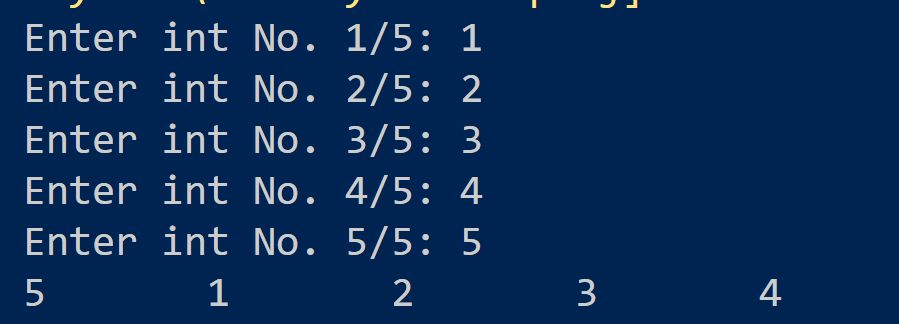 Enter int No. 1/5: 1
Enter int No. 2/5: 2
Enter int No. 3/5: 3
Enter int No. 4/5: 4
Enter int No. 5/5: 5
5       1       2       3       4